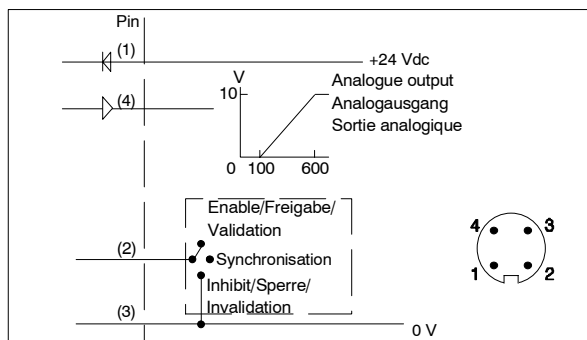 Pin
(1)
+24 Vdc
(4)
V
10
0 100 600
Analogue output
Analogausgang
Sortie analogique
Enable/Freigabe/
Validation
(2)
Synchronisation
Inhibit/Sperre/
Invalidation
(3)
0 V
4 3
1 2